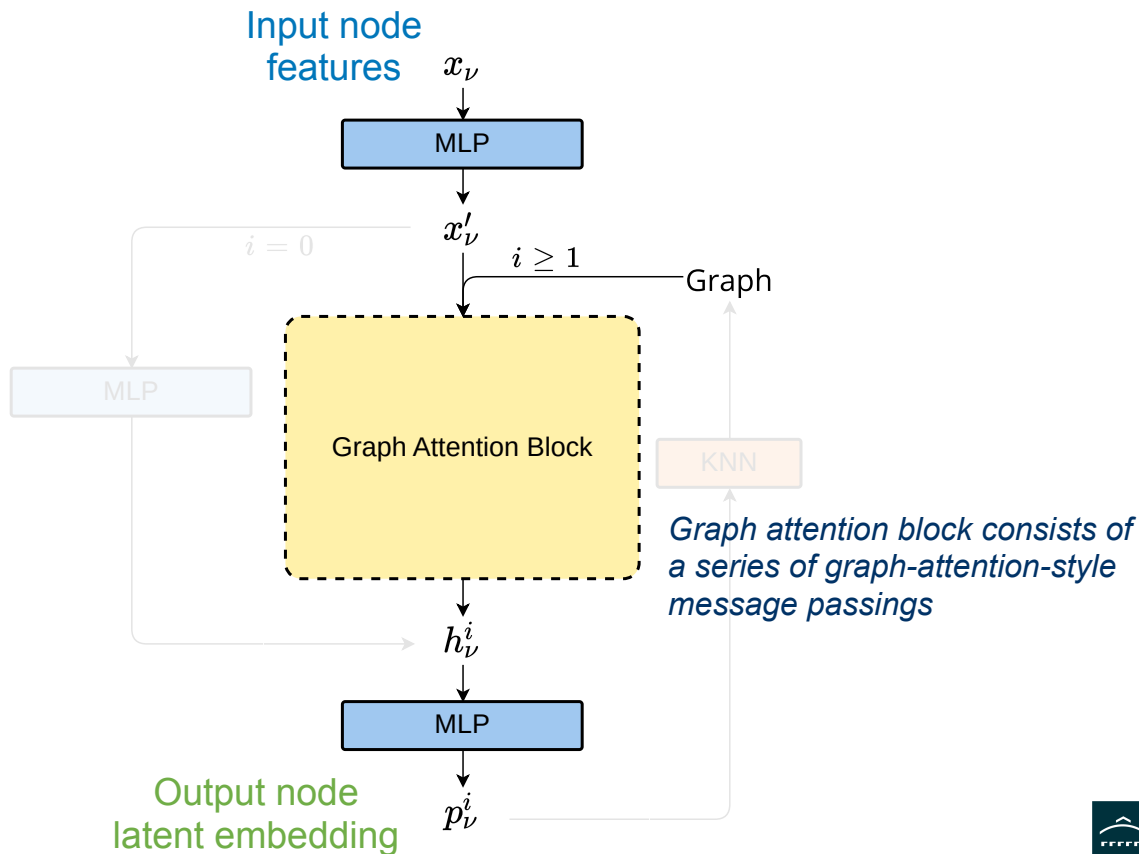 Input node
features
x_ν
MLP
x′_ν
i = 0
i ≥ 1
Graph
MLP
Graph Attention Block
KNN
Graph attention block consists of
a series of graph-attention-style
message passings
h^i_ν
MLP
Output node
latent embedding
p^i_ν